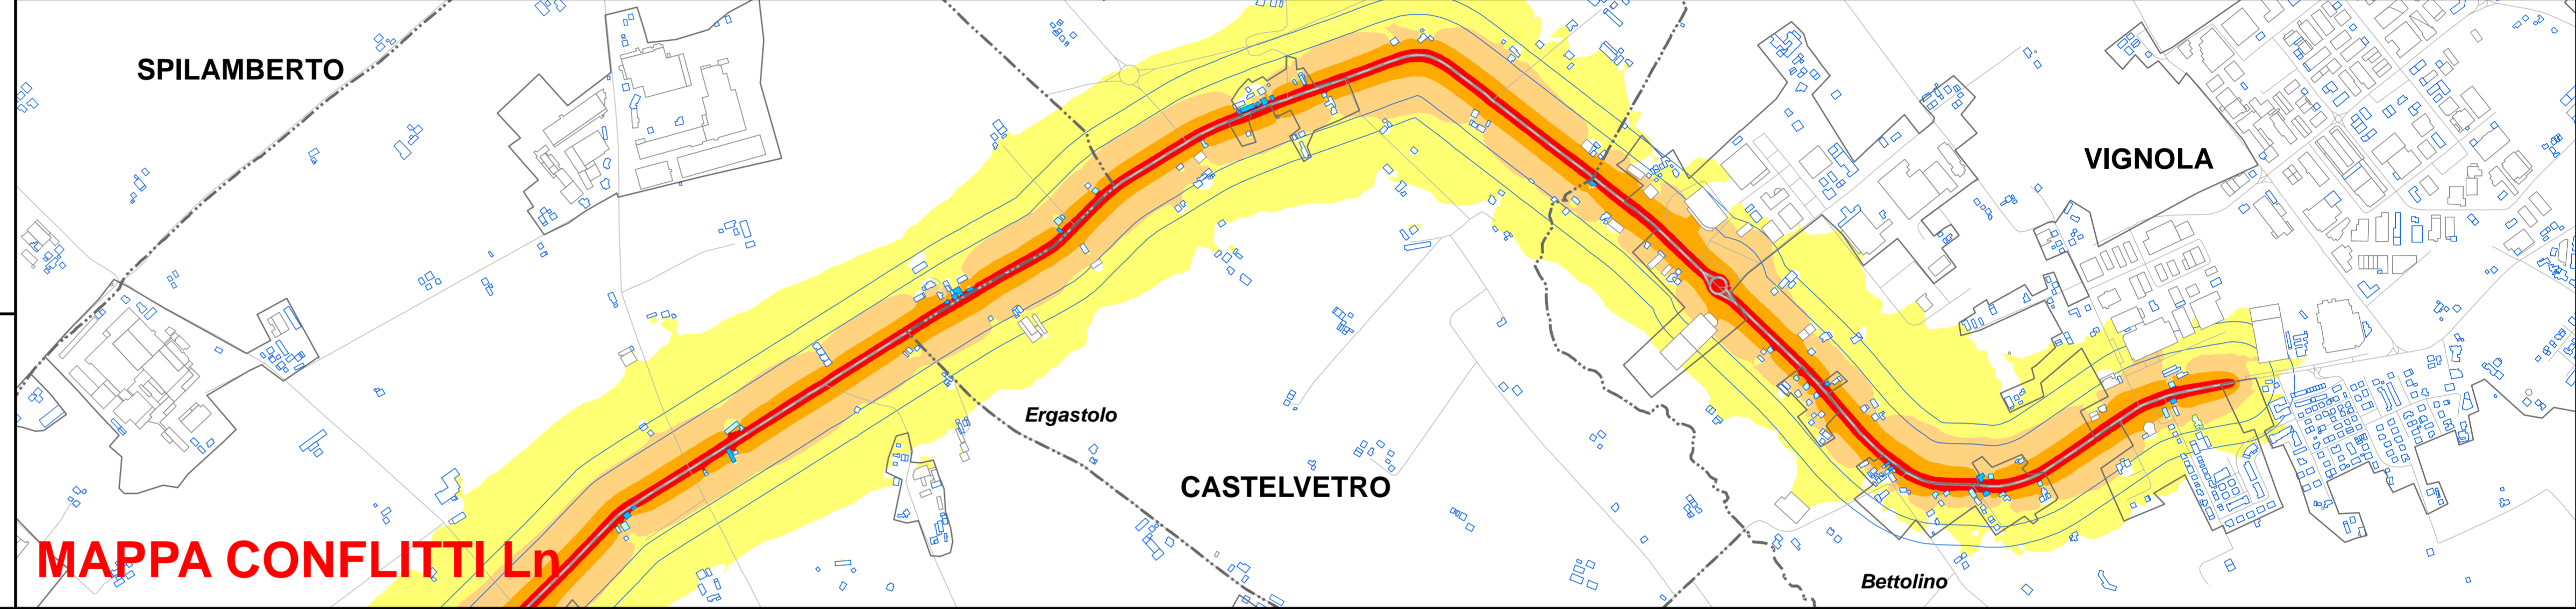 SPILAMBERTO
VIGNOLA
Ergastolo
CASTELVETRO
MAPPA CONFLITTI Ln
Bettolino